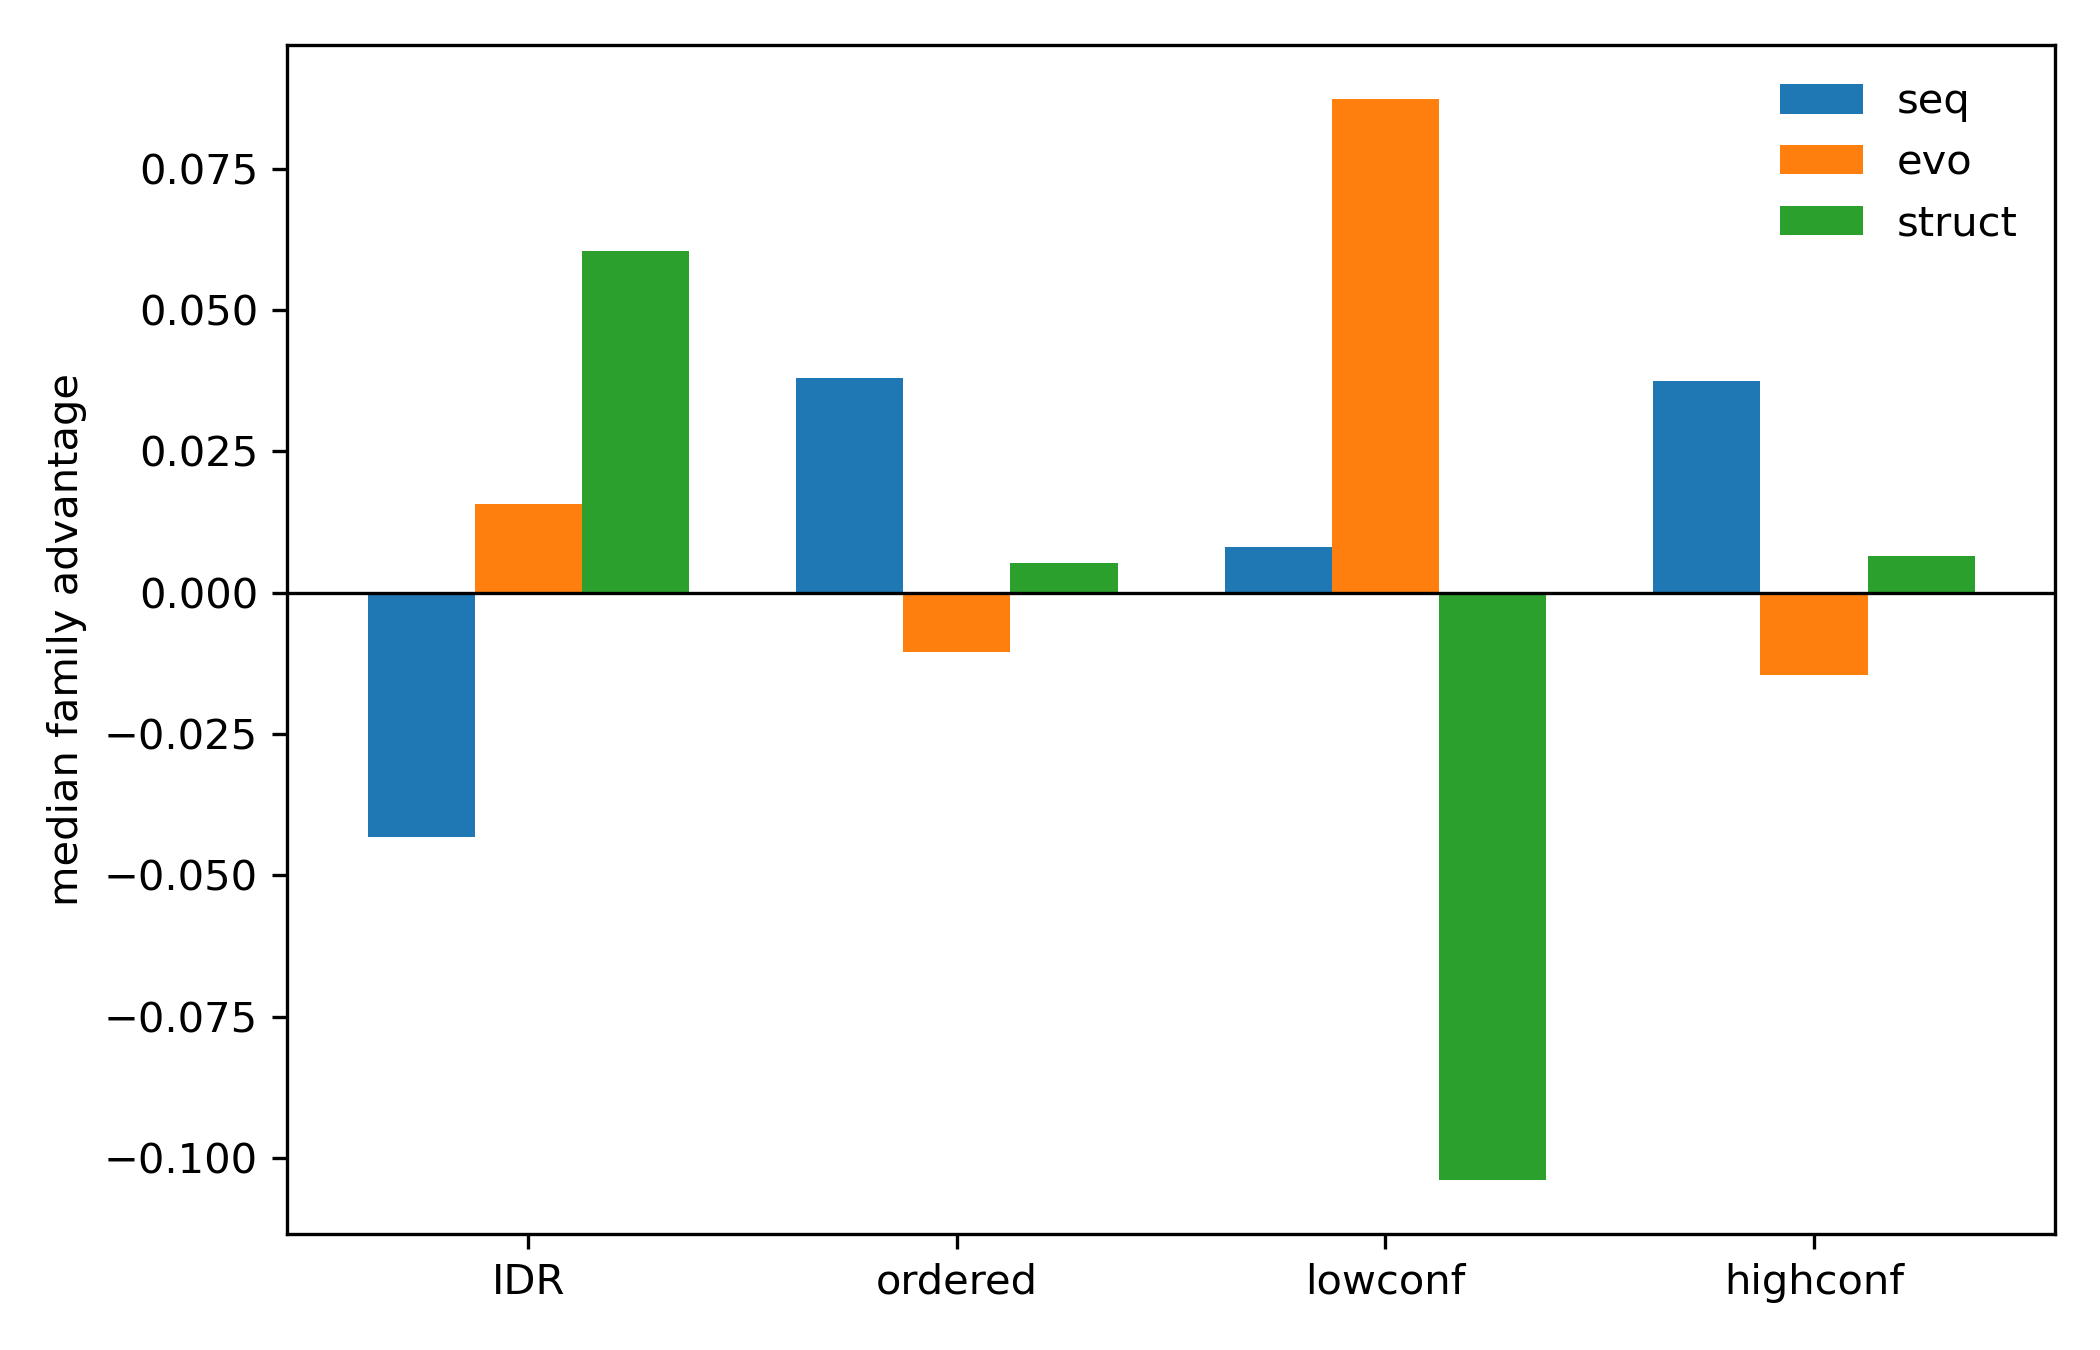 seq
evo
struct
median family advantage
0.075
0.050
0.025
0.000
−0.025
−0.050
−0.075
−0.100
IDR
ordered
lowconf
highconf